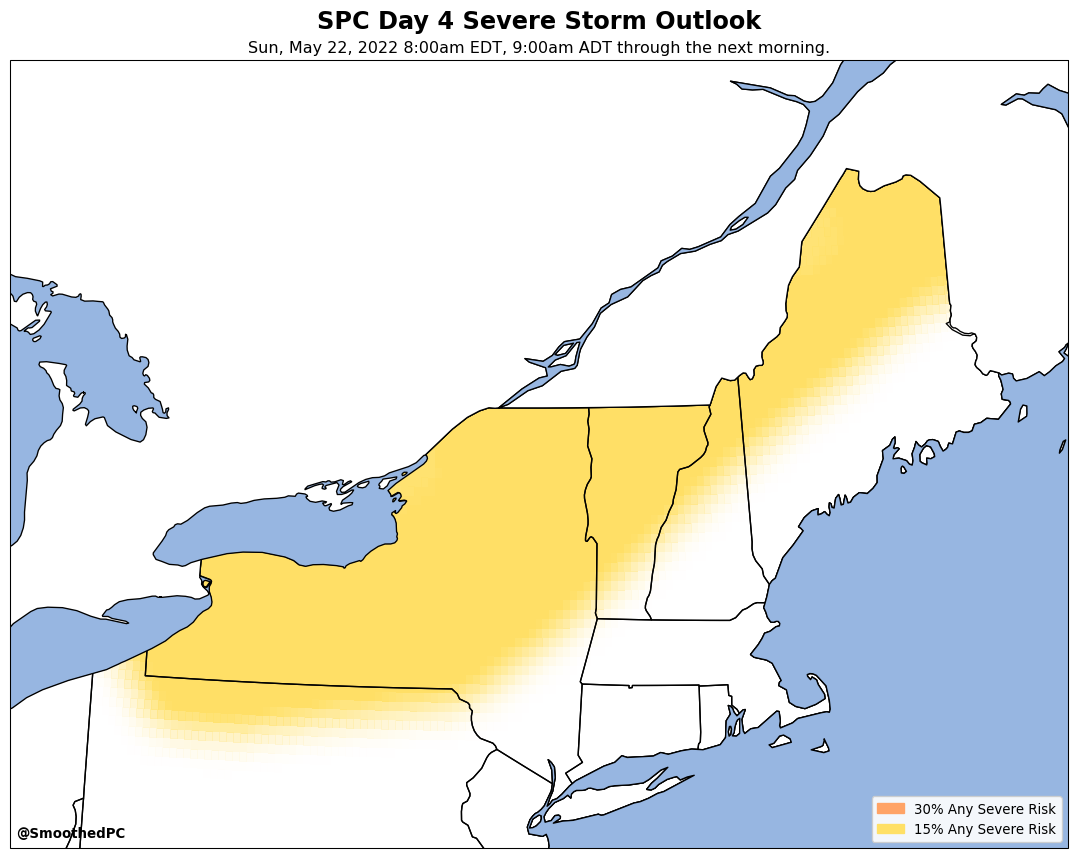 SPC Day 4 Severe Storm Outlook
Sun, May 22, 2022 8:00am EDT, 9:00am ADT through the next morning.
30% Any Severe Risk
15% Any Severe Risk
@SmoothedPC